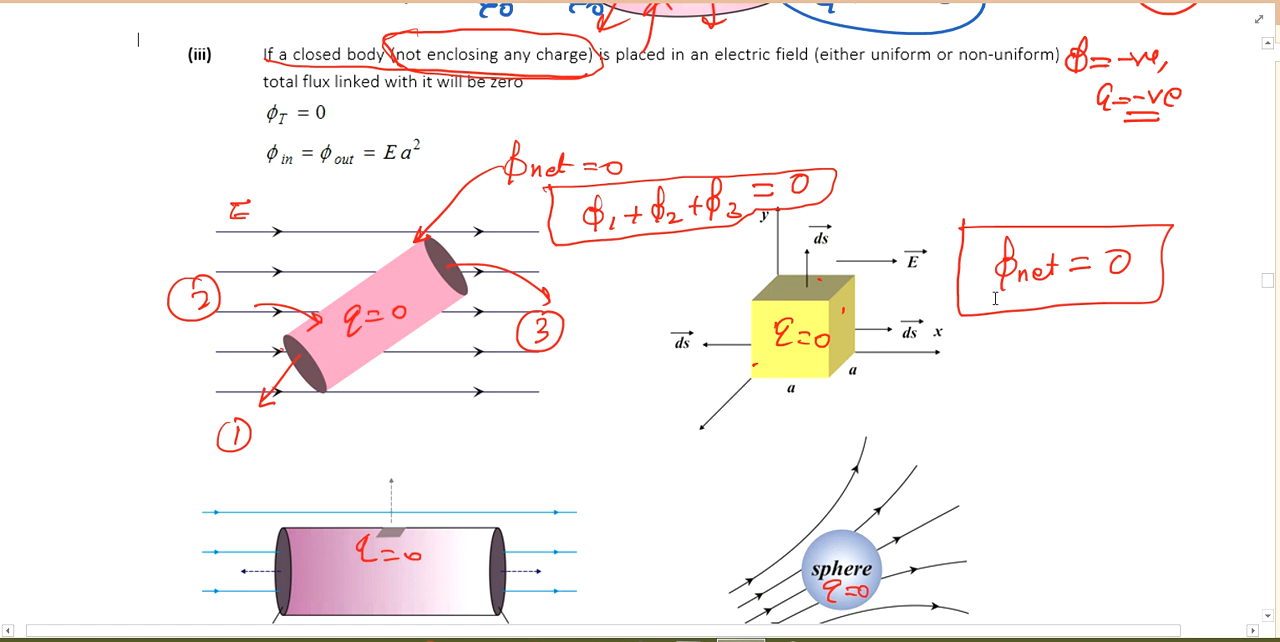 (iii) If a closed body (not enclosing any charge) is placed in an electric field (either uniform or non-uniform) ϕ = -ve,
total flux linked with it will be zero
q = -ve
ϕT = 0
ϕin = ϕout = Ea²
ϕnet = 0
ϕ1 + ϕ2 + ϕ3 = 0
E
y
ds
E
ϕnet = 0
2
q = 0
3
ds
q = 0
ds x
a
a
1
q = 0
sphere
q = 0